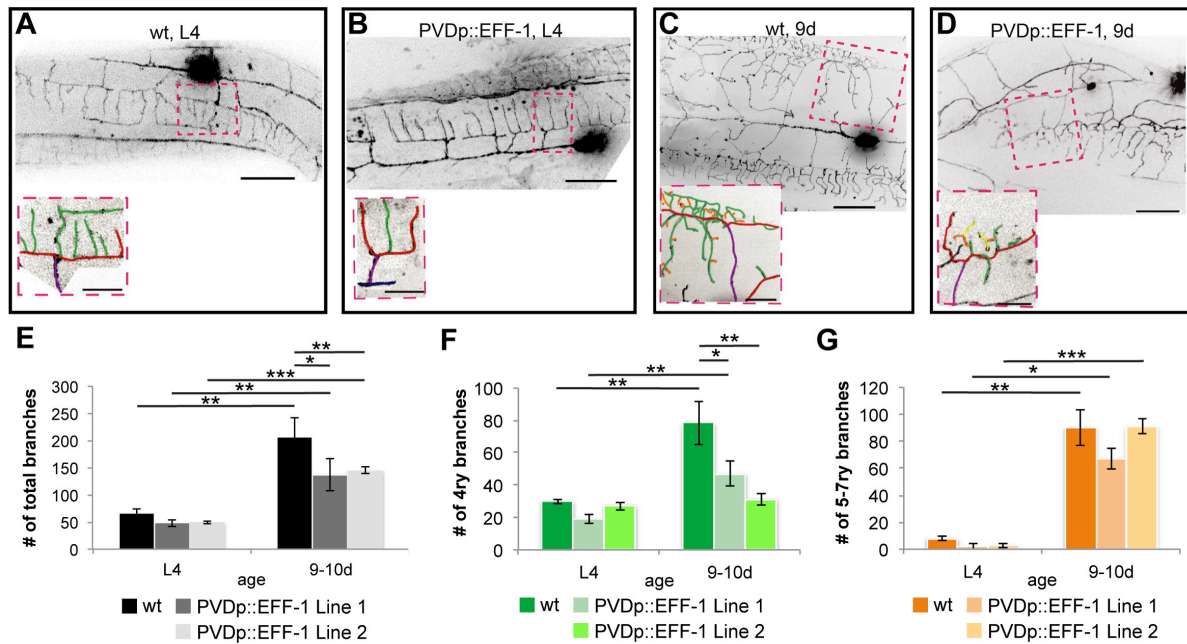 A
wt, L4
B
PVDp::EFF-1, L4
C
wt, 9d
D
PVDp::EFF-1, 9d
E
# of total branches
300
250
200
150
100
50
0
**
*
***
**
**
L4
age
9-10d
wt
PVDp::EFF-1 Line 1
PVDp::EFF-1 Line 2
F
# of 4ry branches
100
80
60
40
20
0
**
*
**
**
L4
age
9-10d
wt
PVDp::EFF-1 Line 1
PVDp::EFF-1 Line 2
G
# of 5-7ry branches
120
100
80
60
40
20
0
***
*
**
L4
age
9-10d
wt
PVDp::EFF-1 Line 1
PVDp::EFF-1 Line 2